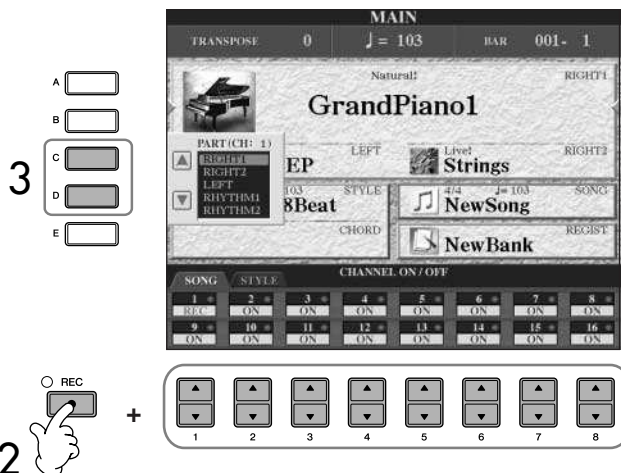 MAIN
TRANSPOSE 0 ♩= 103 BAR 001- 1
Natural! RIGHT1
GrandPiano1
PART (CH: 1)
RIGHT1
RIGHT2
LEFT
RHYTHM1
RHYTHM2
LEFT
EP
Live! RIGHT2
Strings
103 STYLE
8Beat
4/4 ♩= 103 SONG
NewSong
CHORD
REGIST
NewBank
SONG STYLE CHANNEL ON / OFF
1 2 3 4 5 6 7 8
REC ON ON ON ON ON ON ON
9 10 11 12 13 14 15 16
ON ON ON ON ON ON ON ON
A
B
C
D
E
3
REC
2
+
1 2 3 4 5 6 7 8